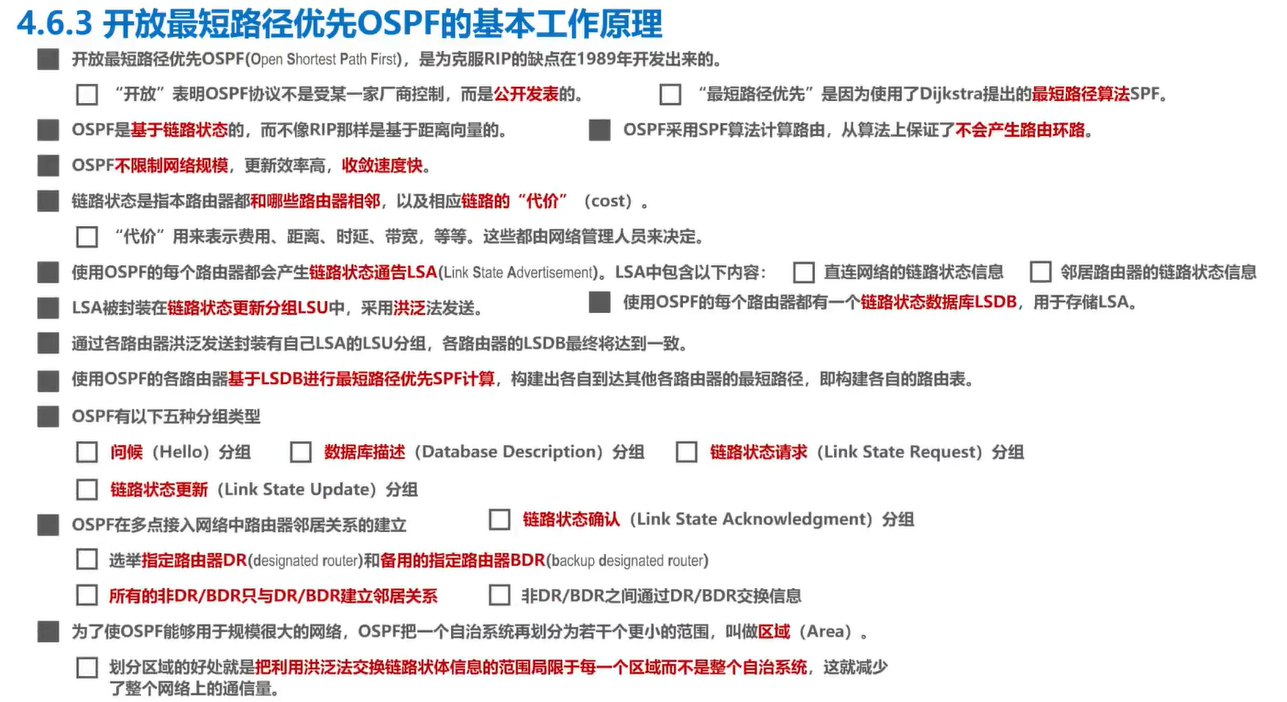 4.6.3 开放最短路径优先OSPF的基本工作原理
开放最短路径优先OSPF(Open Shortest Path First)，是为克服RIP的缺点在1989年开发出来的。
“开放”表明OSPF协议不是受某一家厂商控制，而是公开发表的。
“最短路径优先”是因为使用了Dijkstra提出的最短路径算法SPF。
OSPF是基于链路状态的，而不像RIP那样是基于距离向量的。
OSPF采用SPF算法计算路由，从算法上保证了不会产生路由环路。
OSPF不限制网络规模，更新效率高，收敛速度快。
链路状态是指本路由器都和哪些路由器相邻，以及相应链路的“代价”（cost）。
“代价”用来表示费用、距离、时延、带宽，等等。这些都由网络管理人员来决定。
使用OSPF的每个路由器都会产生链路状态通告LSA(Link State Advertisement)。LSA中包含以下内容：
直连网络的链路状态信息
邻居路由器的链路状态信息
LSA被封装在链路状态更新分组LSU中，采用洪泛法发送。
使用OSPF的每个路由器都有一个链路状态数据库LSDB，用于存储LSA。
通过各路由器洪泛发送封装有自己LSA的LSU分组，各路由器的LSDB最终将达到一致。
使用OSPF的各路由器基于LSDB进行最短路径优先SPF计算，构建出各自到达其他各路由器的最短路径，即构建各自的路由表。
OSPF有以下五种分组类型
问候（Hello）分组
数据库描述（Database Description）分组
链路状态请求（Link State Request）分组
链路状态更新（Link State Update）分组
链路状态确认（Link State Acknowledgment）分组
OSPF在多点接入网络中路由器邻居关系的建立
选举指定路由器DR(designated router)和备用的指定路由器BDR(backup designated router)
所有的非DR/BDR只与DR/BDR建立邻居关系
非DR/BDR之间通过DR/BDR交换信息
为了使OSPF能够用于规模很大的网络，OSPF把一个自治系统再划分为若干个更小的范围，叫做区域（Area）。
划分区域的好处就是把利用洪泛法交换链路状体信息的范围局限于每一个区域而不是整个自治系统，这就减少
了整个网络上的通信量。